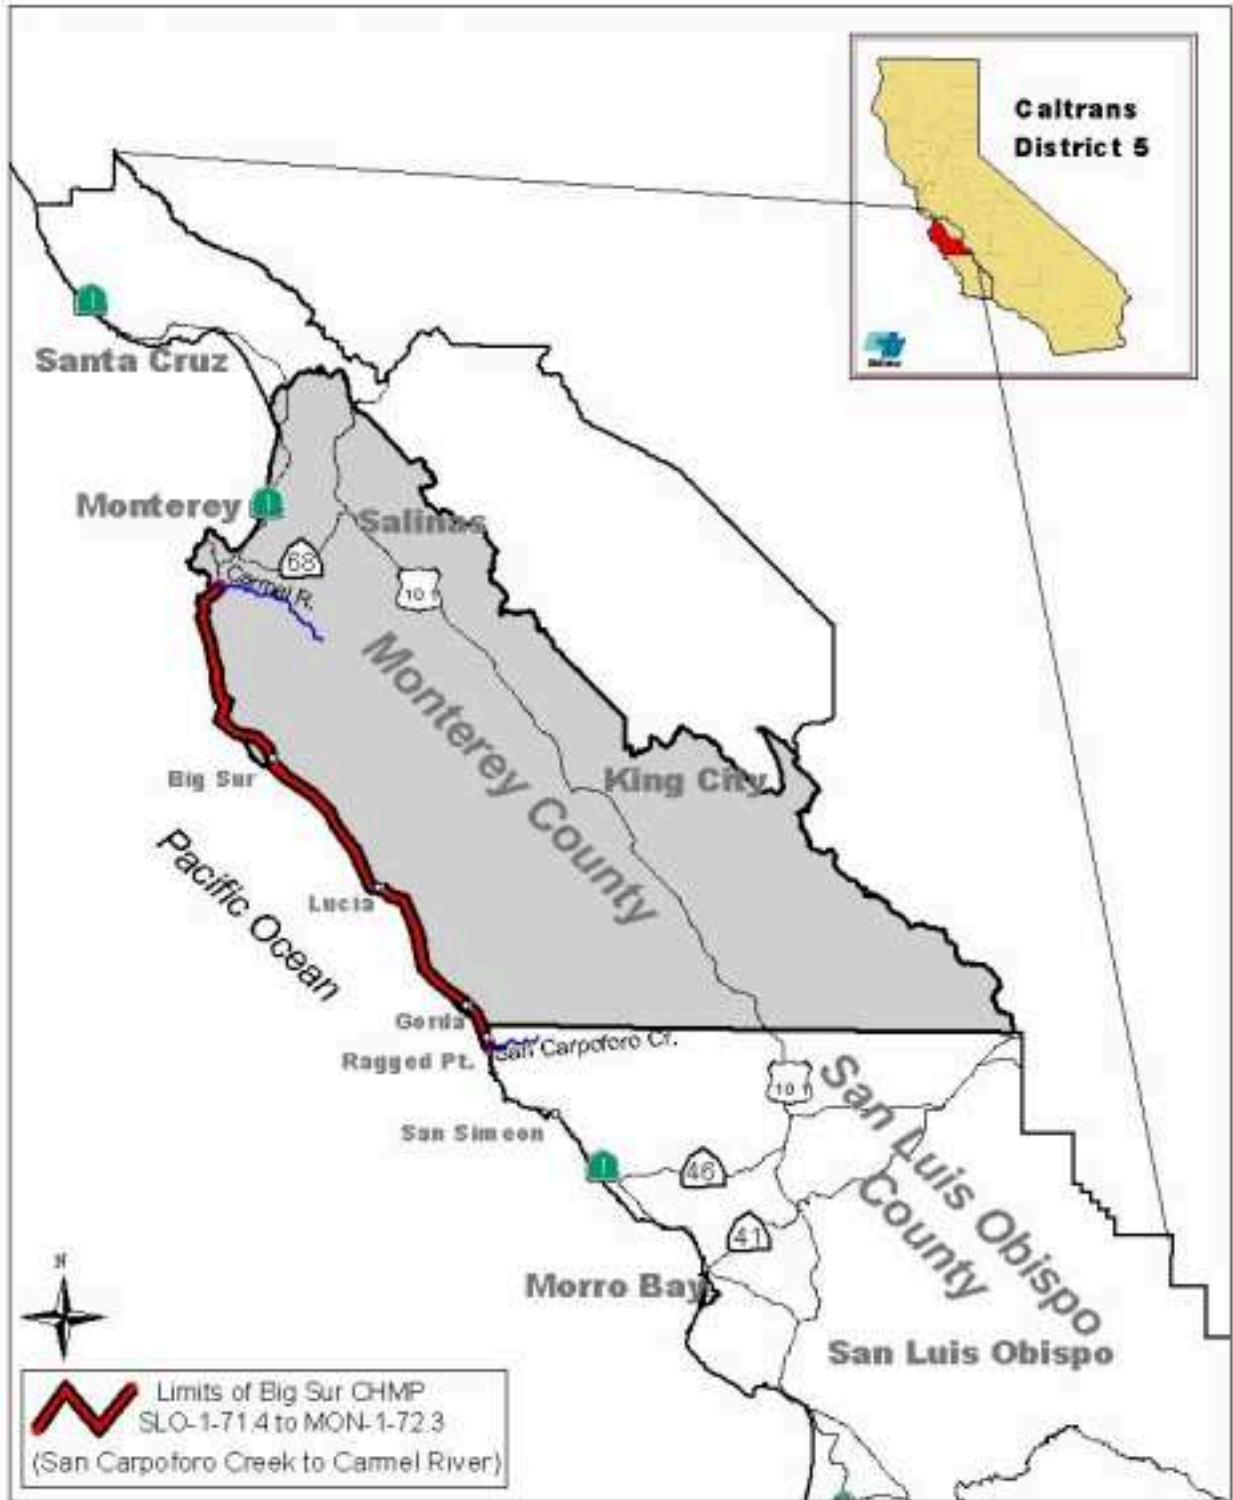 Caltrans
District 5
1
Santa Cruz
Monterey
1
Salinas
68
Carmel R.
101
Monterey
County
King City
Big Sur
Pacific Ocean
Lucia
Gorda
San Carpoforo Cr.
Ragged Pt.
101
San Luis Obispo
County
San Simeon
1
46
41
Morro Bay
San Luis Obispo
N
Limits of Big Sur CHMP
SLO-1-71.4 to MON-1-72.3
(San Carpoforo Creek to Carmel River)